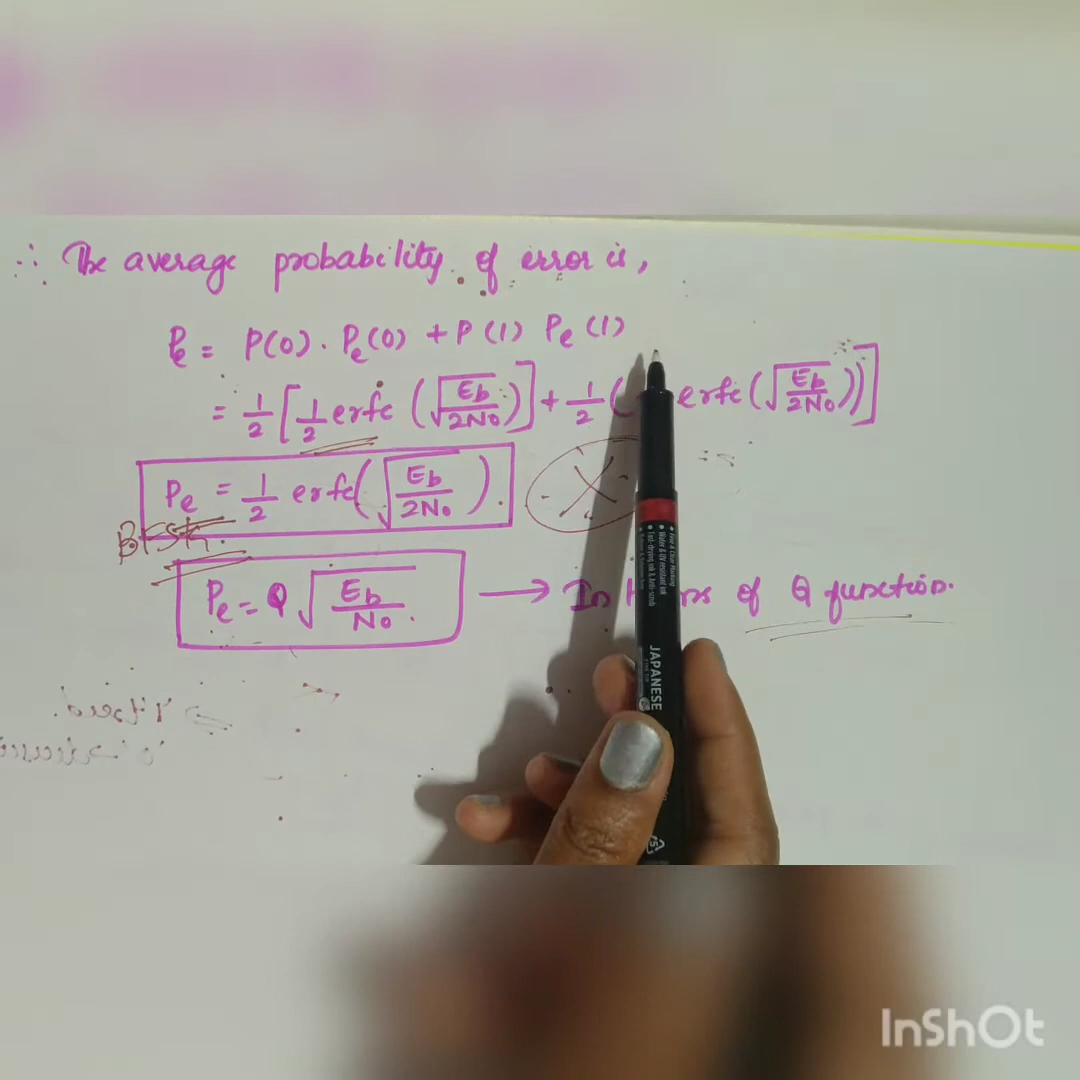 ∴ The average probability of error is,
Pe = P(0) . Pe(0) + P(1) Pe(1)
= 1/2 [1/2 erfc (√(Eb/2N0))] + 1/2 ( erfc (√(Eb/2N0)))]
Pe = 1/2 erfc(√(Eb/2N0)).
BFSK.
Pe = Q √(Eb/N0). → In of Q function.
JAPANESE
InShOt